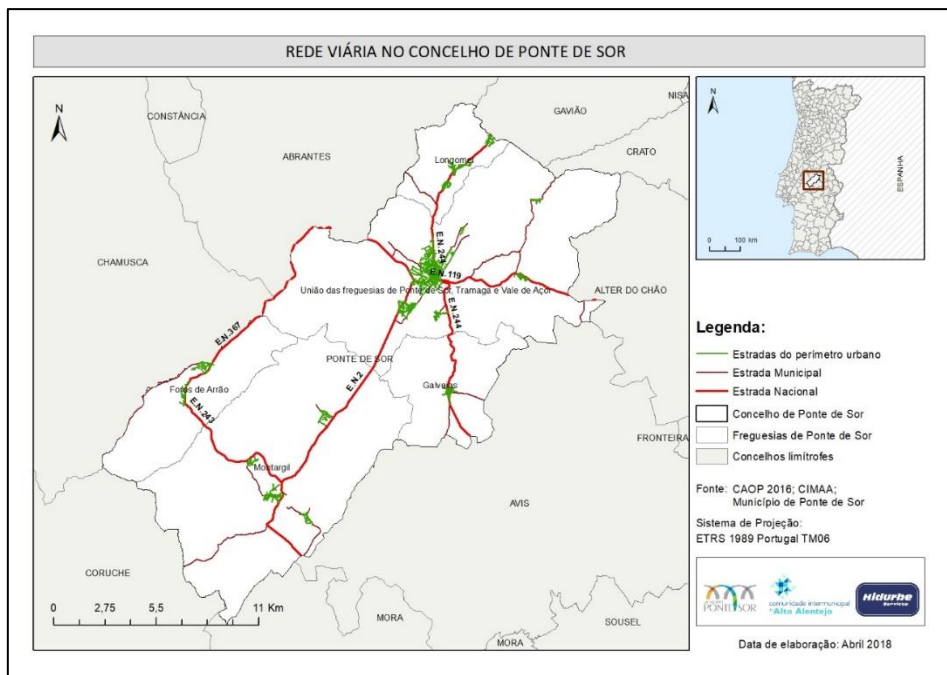 REDE VIÁRIA NO CONCELHO DE PONTE DE SOR
N
CONSTÂNCIA
ABRANTES
GAVIÃO
NISA
CRATO
CHAMUSCA
Longomel
E.N.244
E.N.119
União das freguesias de Ponte de Sor, Tramaga e Vale de Açor
ALTER DO CHÃO
E.N.244
E.N.367
PONTE DE SOR
E.N.2
Foros de Arrão
Galveias
E.N.243
FRONTEIRA
Montargil
AVIS
CORUCHE
MORA
SOUSEL
MORA
0 2,75 5,5 11 Km
N
ESPANHA
0 100 km
Legenda:
Estradas do perímetro urbano
Estrada Municipal
Estrada Nacional
Concelho de Ponte de Sor
Freguesias de Ponte de Sor
Concelhos limítrofes
Fonte: CAOP 2016; CIMAA;
Município de Ponte de Sor
Sistema de Projeção:
ETRS 1989 Portugal TM06
PONTE SOR
comunidade intermunicipal
do Alto Alentejo
Hidurbe
Serviços
Data de elaboração: Abril 2018